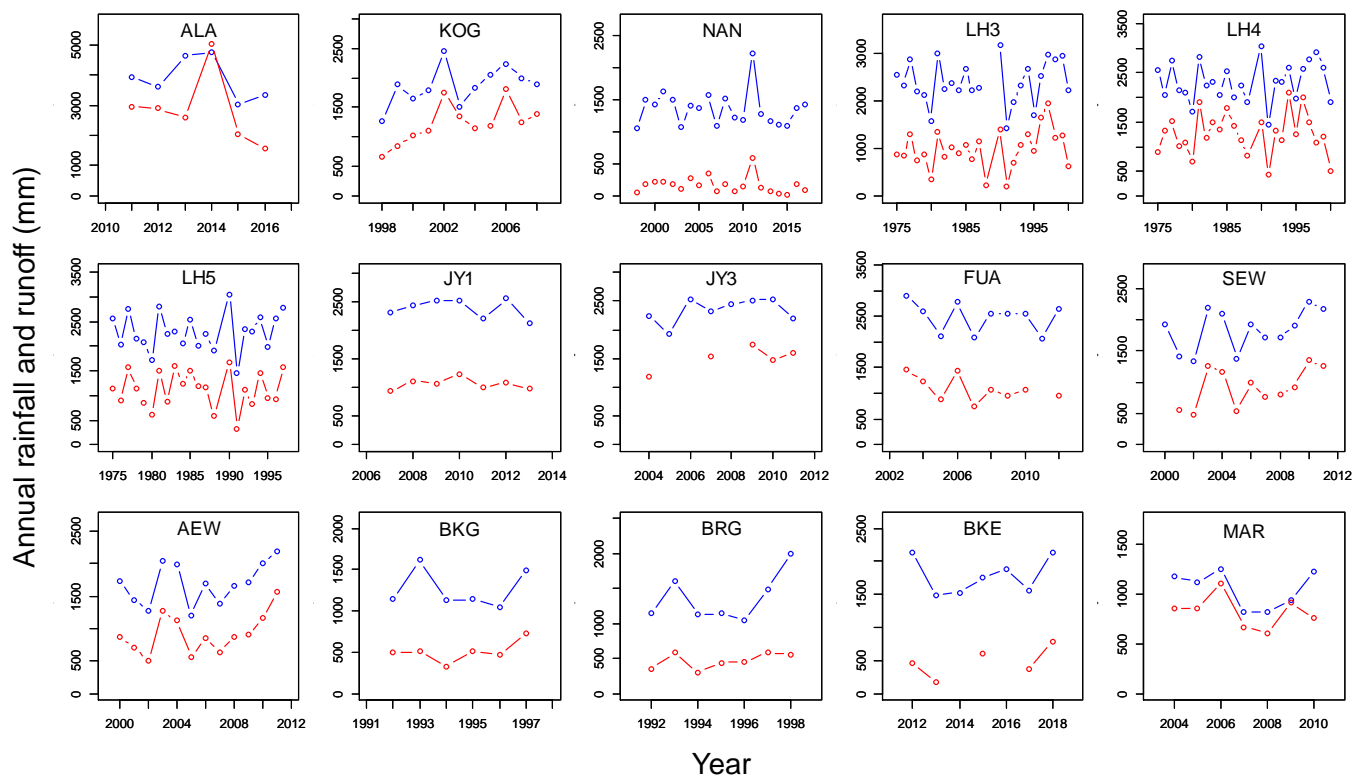 Annual rainfall and runoff (mm)
ALA
0 1000 3000 5000
2010 2012 2014 2016
KOG
0 500 1500 2500
1998 2002 2006
NAN
0 500 1500 2500
2000 2005 2010 2015
LH3
0 1000 2000 3000
1975 1985 1995
LH4
0 500 1500 2500 3500
1975 1985 1995
LH5
0 500 1500 2500 3500
1975 1980 1985 1990 1995
JY1
0 500 1500 2500
2006 2008 2010 2012 2014
JY3
0 500 1500 2500
2004 2006 2008 2010 2012
FUA
0 500 1500 2500 3500
2002 2006 2010
SEW
0 500 1500 2500
2000 2004 2008 2012
AEW
0 500 1500 2500
2000 2004 2008 2012
BKG
0 500 1000 1500 2000
1991 1993 1995 1997
BRG
0 500 1000 2000
1992 1994 1996 1998
BKE
0 500 1500 2500
2012 2014 2016 2018
MAR
0 500 1000 1500
2004 2006 2008 2010
Year